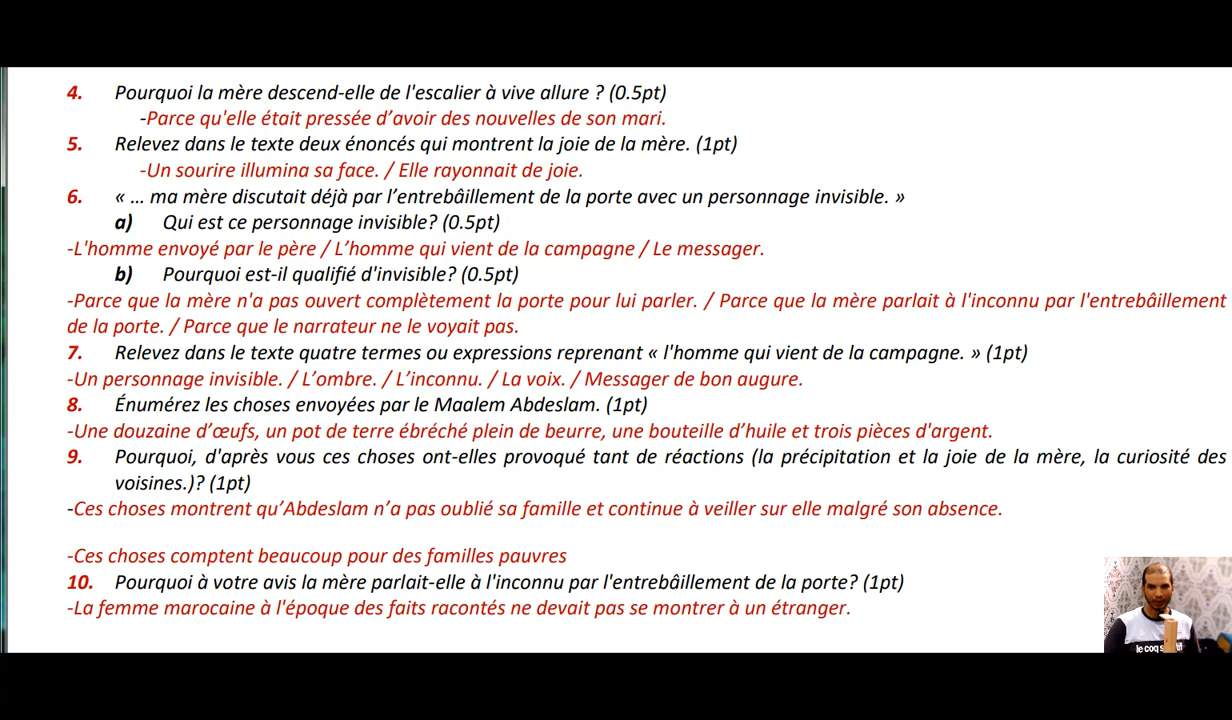 4. Pourquoi la mère descend-elle de l'escalier à vive allure ? (0.5pt)
-Parce qu'elle était pressée d’avoir des nouvelles de son mari.
5. Relevez dans le texte deux énoncés qui montrent la joie de la mère. (1pt)
-Un sourire illumina sa face. / Elle rayonnait de joie.
6. « … ma mère discutait déjà par l’entrebâillement de la porte avec un personnage invisible. »
a) Qui est ce personnage invisible? (0.5pt)
-L'homme envoyé par le père / L’homme qui vient de la campagne / Le messager.
b) Pourquoi est-il qualifié d'invisible? (0.5pt)
-Parce que la mère n'a pas ouvert complètement la porte pour lui parler. / Parce que la mère parlait à l'inconnu par l'entrebâillement
de la porte. / Parce que le narrateur ne le voyait pas.
7. Relevez dans le texte quatre termes ou expressions reprenant « l'homme qui vient de la campagne. » (1pt)
-Un personnage invisible. / L’ombre. / L’inconnu. / La voix. / Messager de bon augure.
8. Énumérez les choses envoyées par le Maalem Abdeslam. (1pt)
-Une douzaine d’œufs, un pot de terre ébréché plein de beurre, une bouteille d’huile et trois pièces d'argent.
9. Pourquoi, d'après vous ces choses ont-elles provoqué tant de réactions (la précipitation et la joie de la mère, la curiosité des
voisines.)? (1pt)
-Ces choses montrent qu’Abdeslam n’a pas oublié sa famille et continue à veiller sur elle malgré son absence.
-Ces choses comptent beaucoup pour des familles pauvres
10. Pourquoi à votre avis la mère parlait-elle à l'inconnu par l'entrebâillement de la porte? (1pt)
-La femme marocaine à l'époque des faits racontés ne devait pas se montrer à un étranger.
le coq